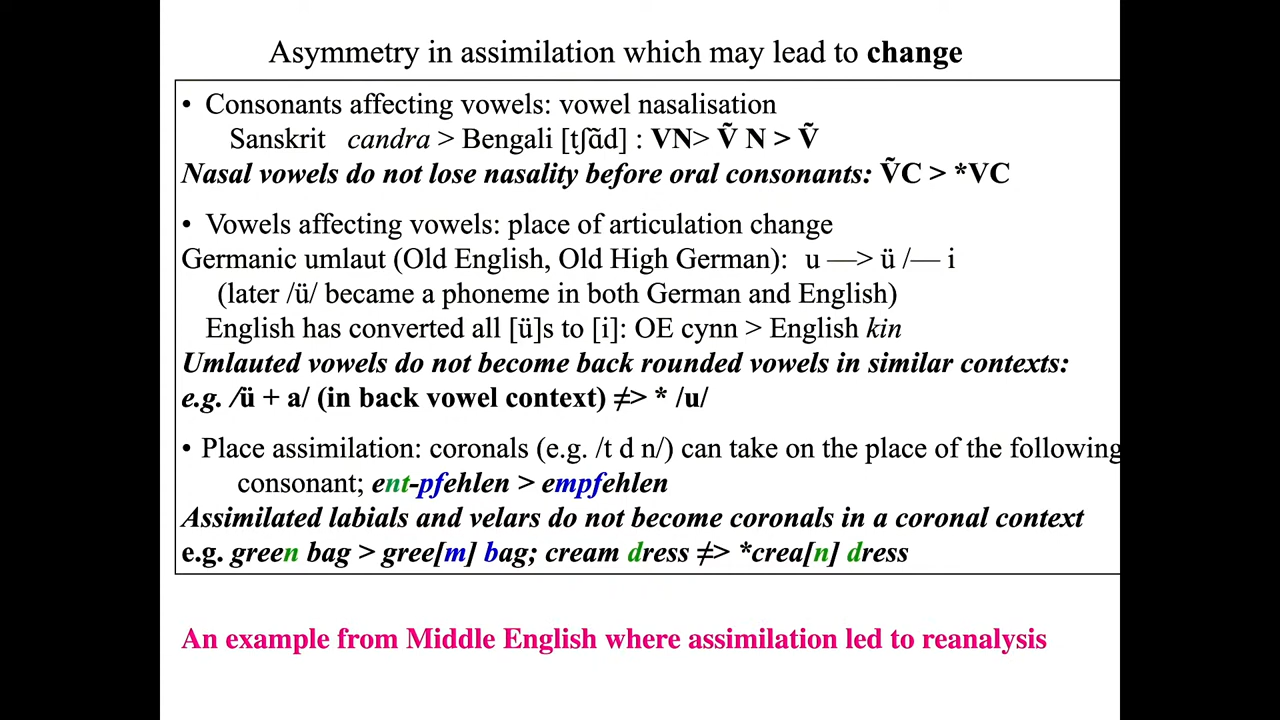 Asymmetry in assimilation which may lead to change
• Consonants affecting vowels: vowel nasalisation
Sanskrit candra > Bengali [tʃɑ̃d] : VN> Ṽ N > Ṽ
Nasal vowels do not lose nasality before oral consonants: ṼC > *VC
• Vowels affecting vowels: place of articulation change
Germanic umlaut (Old English, Old High German): u —> ü /— i
(later /ü/ became a phoneme in both German and English)
English has converted all [ü]s to [i]: OE cynn > English kin
Umlauted vowels do not become back rounded vowels in similar contexts:
e.g. /ü + a/ (in back vowel context) ≠> * /u/
• Place assimilation: coronals (e.g. /t d n/) can take on the place of the following
consonant; ent-pfehlen > empfehlen
Assimilated labials and velars do not become coronals in a coronal context
e.g. green bag > gree[m] bag; cream dress ≠> *crea[n] dress
An example from Middle English where assimilation led to reanalysis